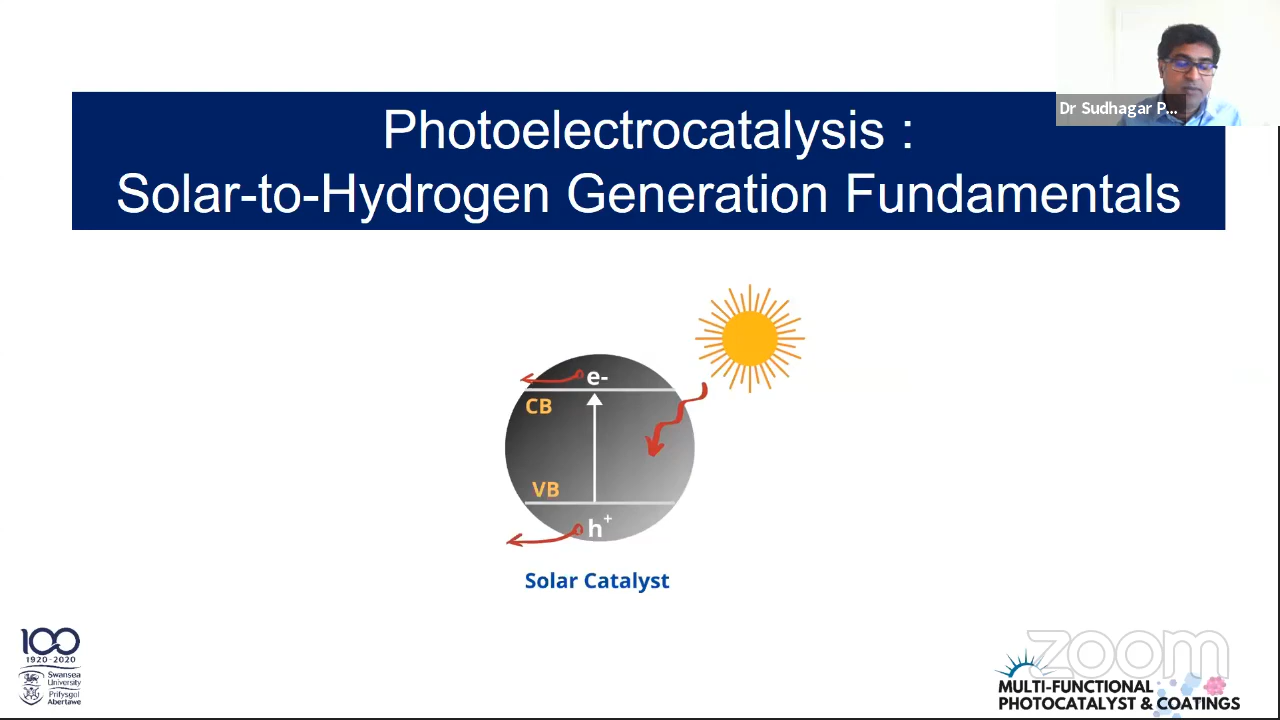 Dr Sudhagar P...
Photoelectrocatalysis :
Solar-to-Hydrogen Generation Fundamentals
e-
CB
VB
h+
Solar Catalyst
100
1920-2020
Swansea
University
Prifysgol
Abertawe
zoom
MULTI-FUNCTIONAL
PHOTOCATALYST & COATINGS